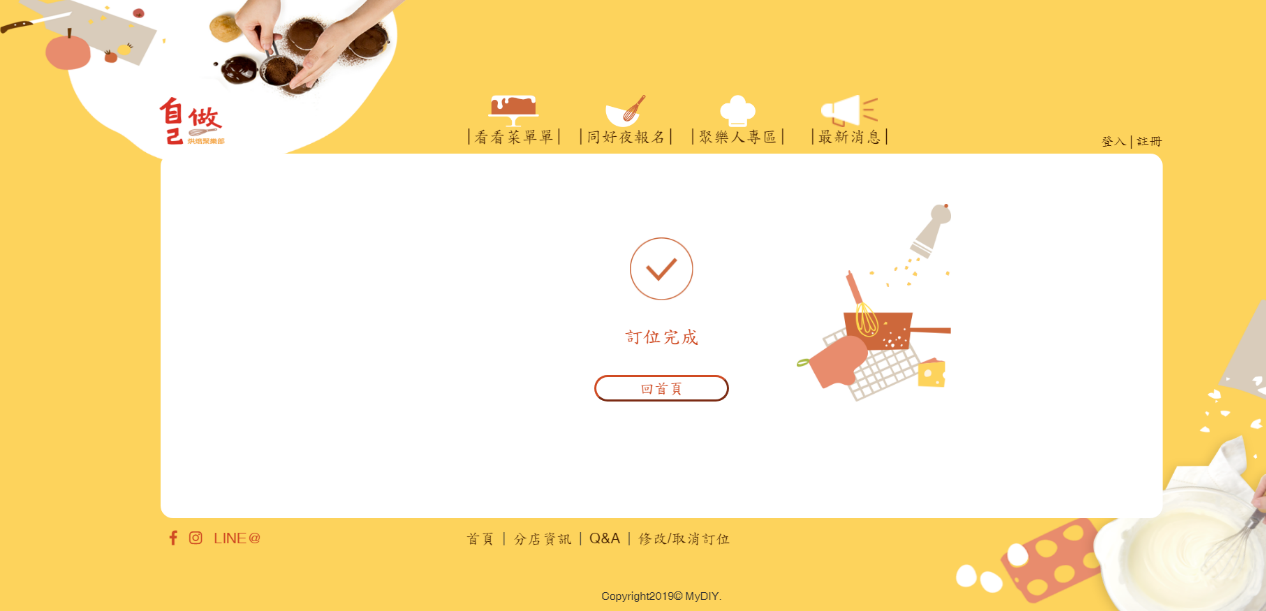 自做
己
烘焙聚樂部
|看看菜單單| |同好夜報名| |聚樂人專區| |最新消息|
登入 | 註冊
訂位完成
回首頁
LINE@
首頁 | 分店資訊 | Q&A | 修改/取消訂位
Copyright2019© MyDIY.